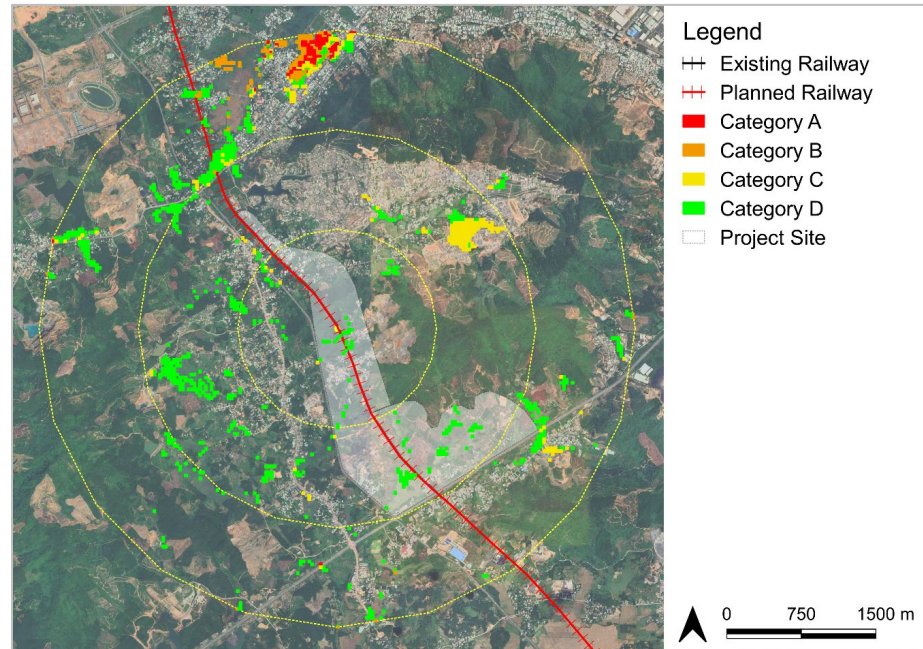 Legend
Existing Railway
Planned Railway
Category A
Category B
Category C
Category D
Project Site
0 750 1500 m